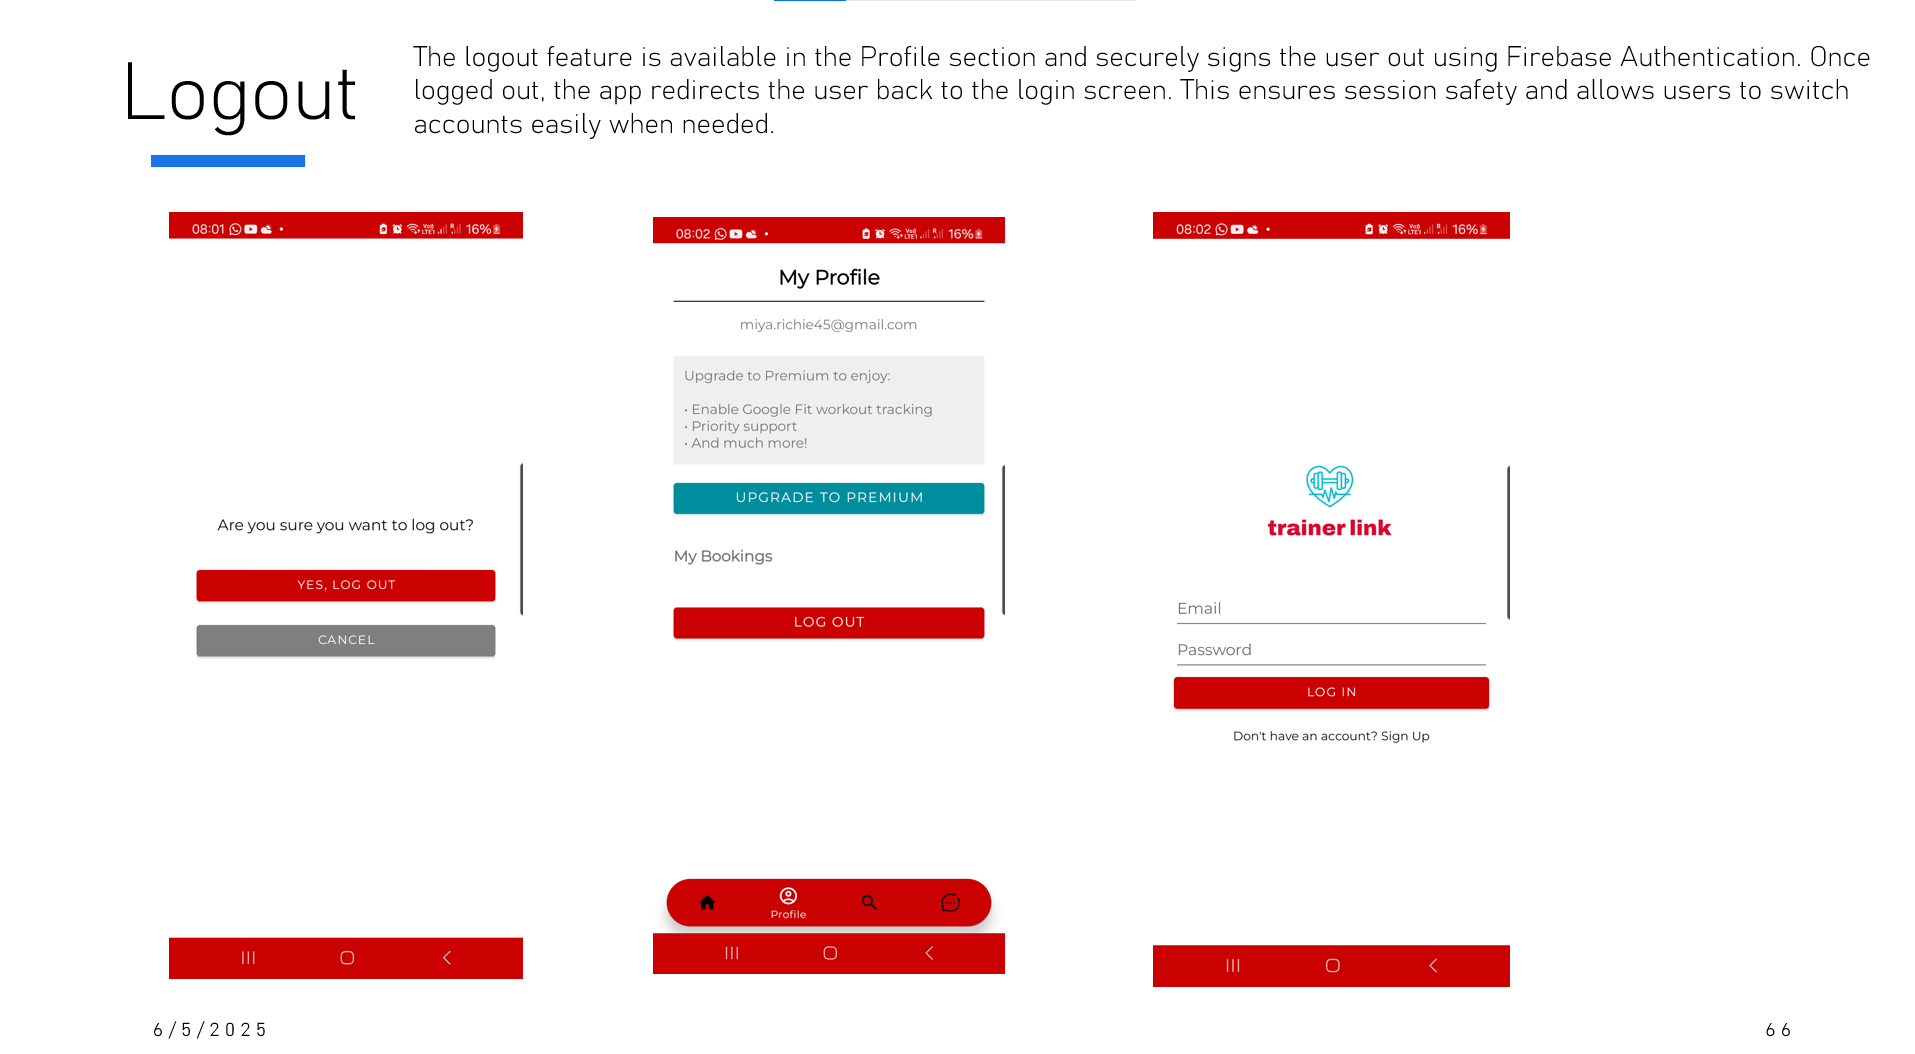 Logout
The logout feature is available in the Profile section and securely signs the user out using Firebase Authentication. Once
logged out, the app redirects the user back to the login screen. This ensures session safety and allows users to switch
accounts easily when needed.
08:01
16%
Are you sure you want to log out?
YES, LOG OUT
CANCEL
08:02
16%
My Profile
miya.richie45@gmail.com
Upgrade to Premium to enjoy:
• Enable Google Fit workout tracking
• Priority support
• And much more!
UPGRADE TO PREMIUM
My Bookings
LOG OUT
Profile
08:02
16%
trainer link
Email
Password
LOG IN
Don't have an account? Sign Up
6/5/2025
66